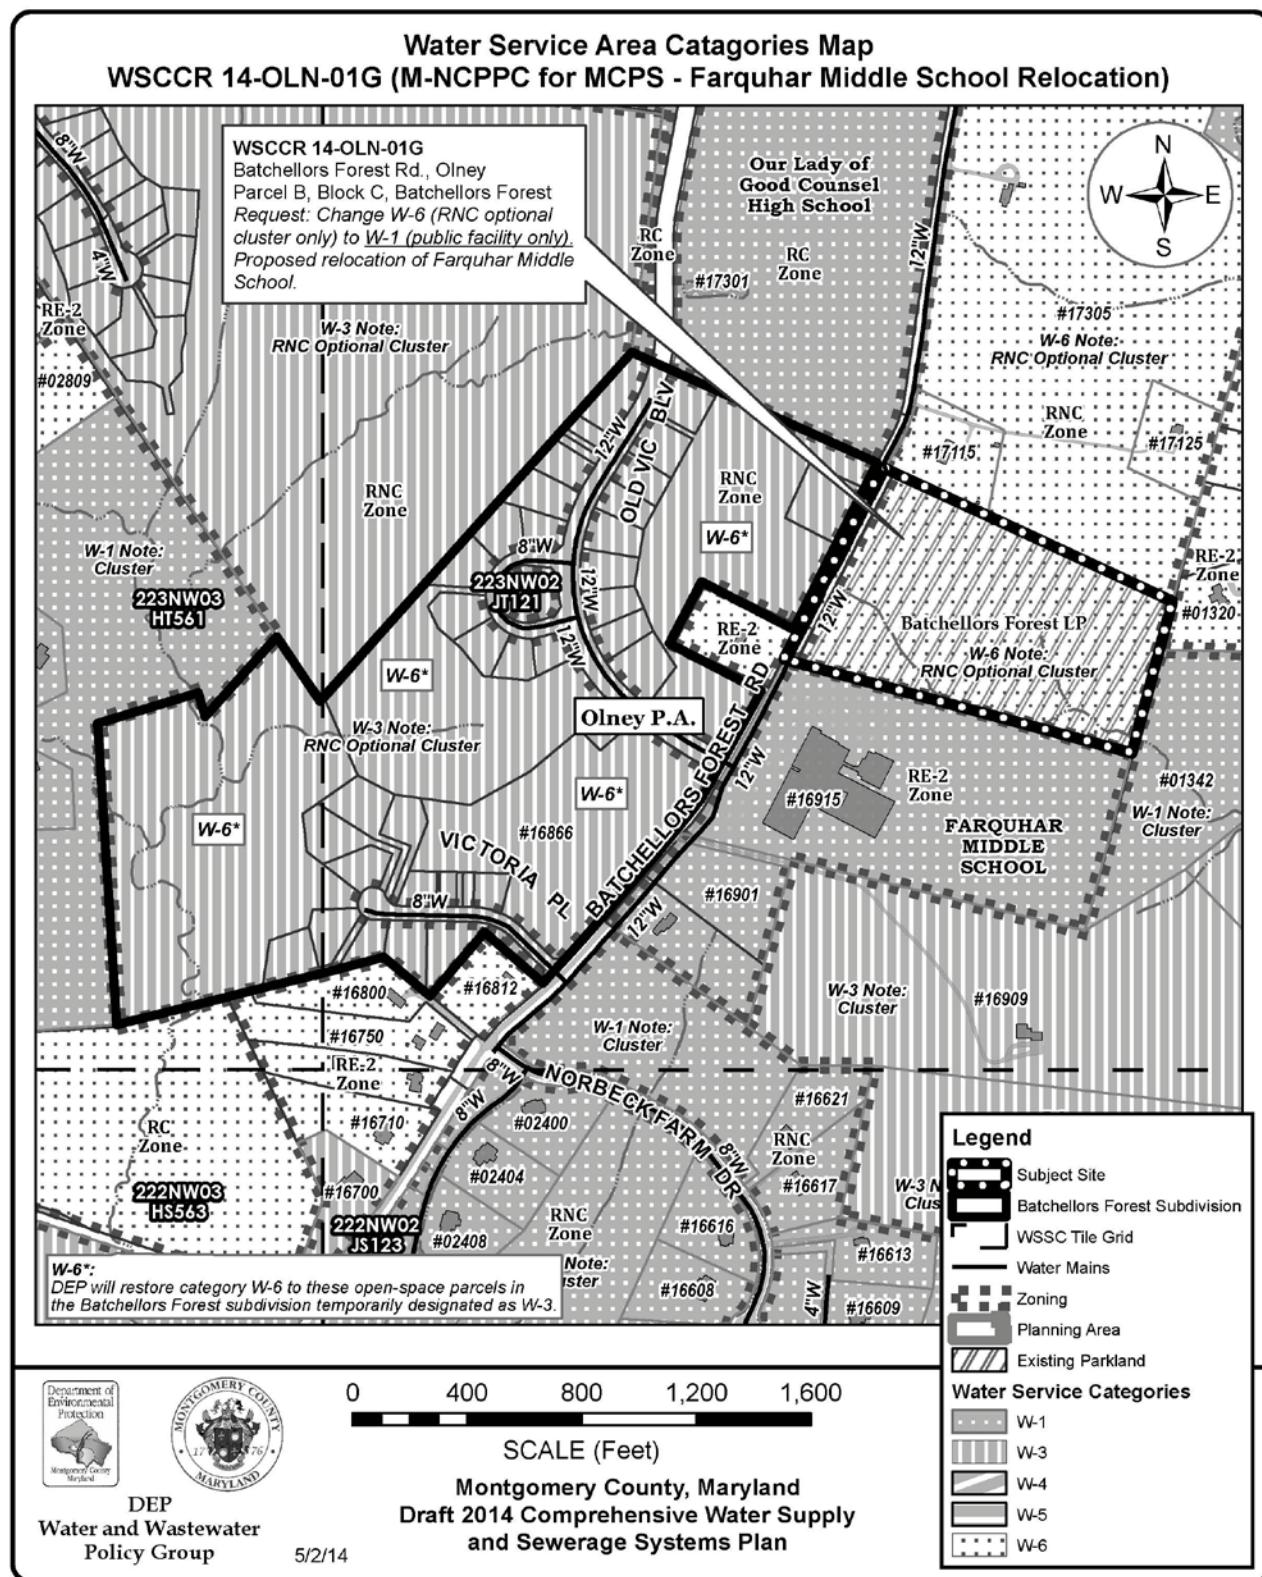 Water Service Area Catagories Map
WSCCR 14-OLN-01G (M-NCPPC for MCPS - Farquhar Middle School Relocation)
WSCCR 14-OLN-01G
Batchellors Forest Rd., Olney
Parcel B, Block C, Batchellors Forest
Request: Change W-6 (RNC optional
cluster only) to W-1 (public facility only).
Proposed relocation of Farquhar Middle
School.
N
W E
S
Our Lady of
Good Counsel
High School
RC
Zone
RC
Zone
#17301
12"W
#17305
W-6 Note:
RNC Optional Cluster
8"W
4"W
RE-2
Zone
#02809
W-3 Note:
RNC Optional Cluster
RNC
Zone
#17115
#17125
12"W
OLD VIC BLV
RNC
Zone
RNC
Zone
W-6*
W-1 Note:
Cluster
223NW03
HT561
8"W
223NW02
JT121
12"W
12"W
RE-2
Zone
12"W
RE-2
Zone
#01320
Batchellors Forest LP
W-6 Note:
RNC Optional Cluster
W-6*
Olney P.A.
W-3 Note:
RNC Optional Cluster
BATCHELLORS FOREST RD
12"W
W-6*
W-6*
#16866
VICTORIA PL
8"W
12"W
#16915
RE-2
Zone
FARQUHAR
MIDDLE
SCHOOL
#01342
W-1 Note:
Cluster
#16901
#16800
#16812
#16750
RE-2
Zone
#16710
#16700
W-3 Note:
Cluster
#16909
W-1 Note:
Cluster
8"W
8"W
NORBECK FARM DR
8"W
#02400
#02404
#02408
#16621
RNC
Zone
#16617
RNC
Zone
#16616
#16613
#16608
#16609
4"W
RC
Zone
222NW03
HS563
222NW02
JS123
W-6*:
DEP will restore category W-6 to these open-space parcels in
the Batchellors Forest subdivision temporarily designated as W-3.
Legend
Subject Site
Batchellors Forest Subdivision
WSSC Tile Grid
Water Mains
Zoning
Planning Area
Existing Parkland
Water Service Categories
W-1
W-3
W-4
W-5
W-6
Department of
Environmental
Protection
Montgomery County
Maryland
MONTGOMERY COUNTY
17 76
MARYLAND
DEP
Water and Wastewater
Policy Group
5/2/14
0 400 800 1,200 1,600
SCALE (Feet)
Montgomery County, Maryland
Draft 2014 Comprehensive Water Supply
and Sewerage Systems Plan